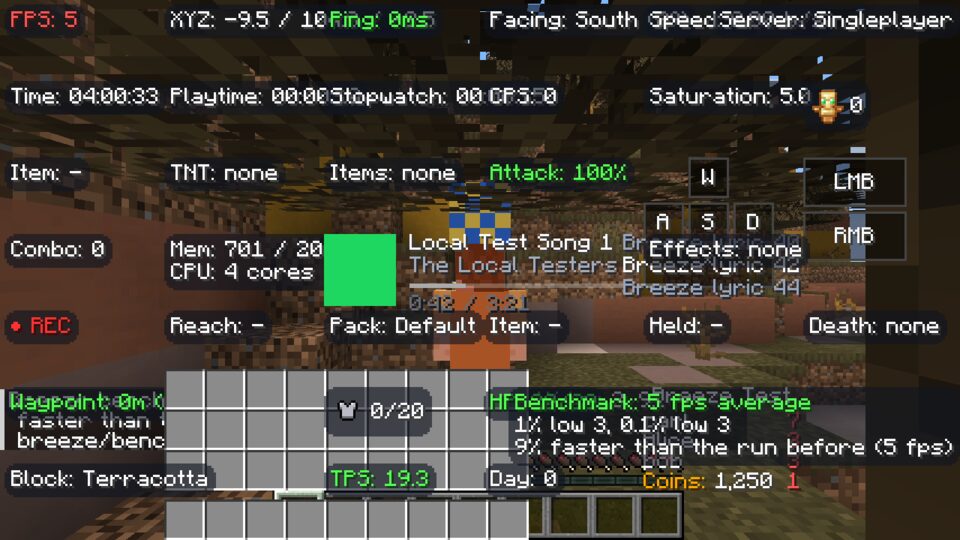 FPS: 5
XYZ: -9.5 / 10
Ring: 0ms
Facing: South
Speed
Server: Singleplayer
Time: 04:00:33
Playtime: 00:00
Stopwatch: 00:
CPS: 0
Saturation: 5.0
0
Item: -
TNT: none
Items: none
Attack: 100%
W
LMB
A S D
RMB
Combo: 0
Mem: 701 / 20
CPU: 4 cores
Local Test Song 1
The Local Testers
0:42 / 3:21
Effects: none
Breeze lyric 42
Breeze lyric 44
• REC
Reach: -
Pack: Default
Item: -
Held: -
Death: none
Waypoint: 0m
faster than
breeze/benc
0/20
Benchmark: 5 fps average
1% low 3, 0.1% low 3
9% faster than the run before (5 fps)
Breeze Test
Block: Terracotta
TPS: 19.3
Day: 0
Coins: 1,250
1